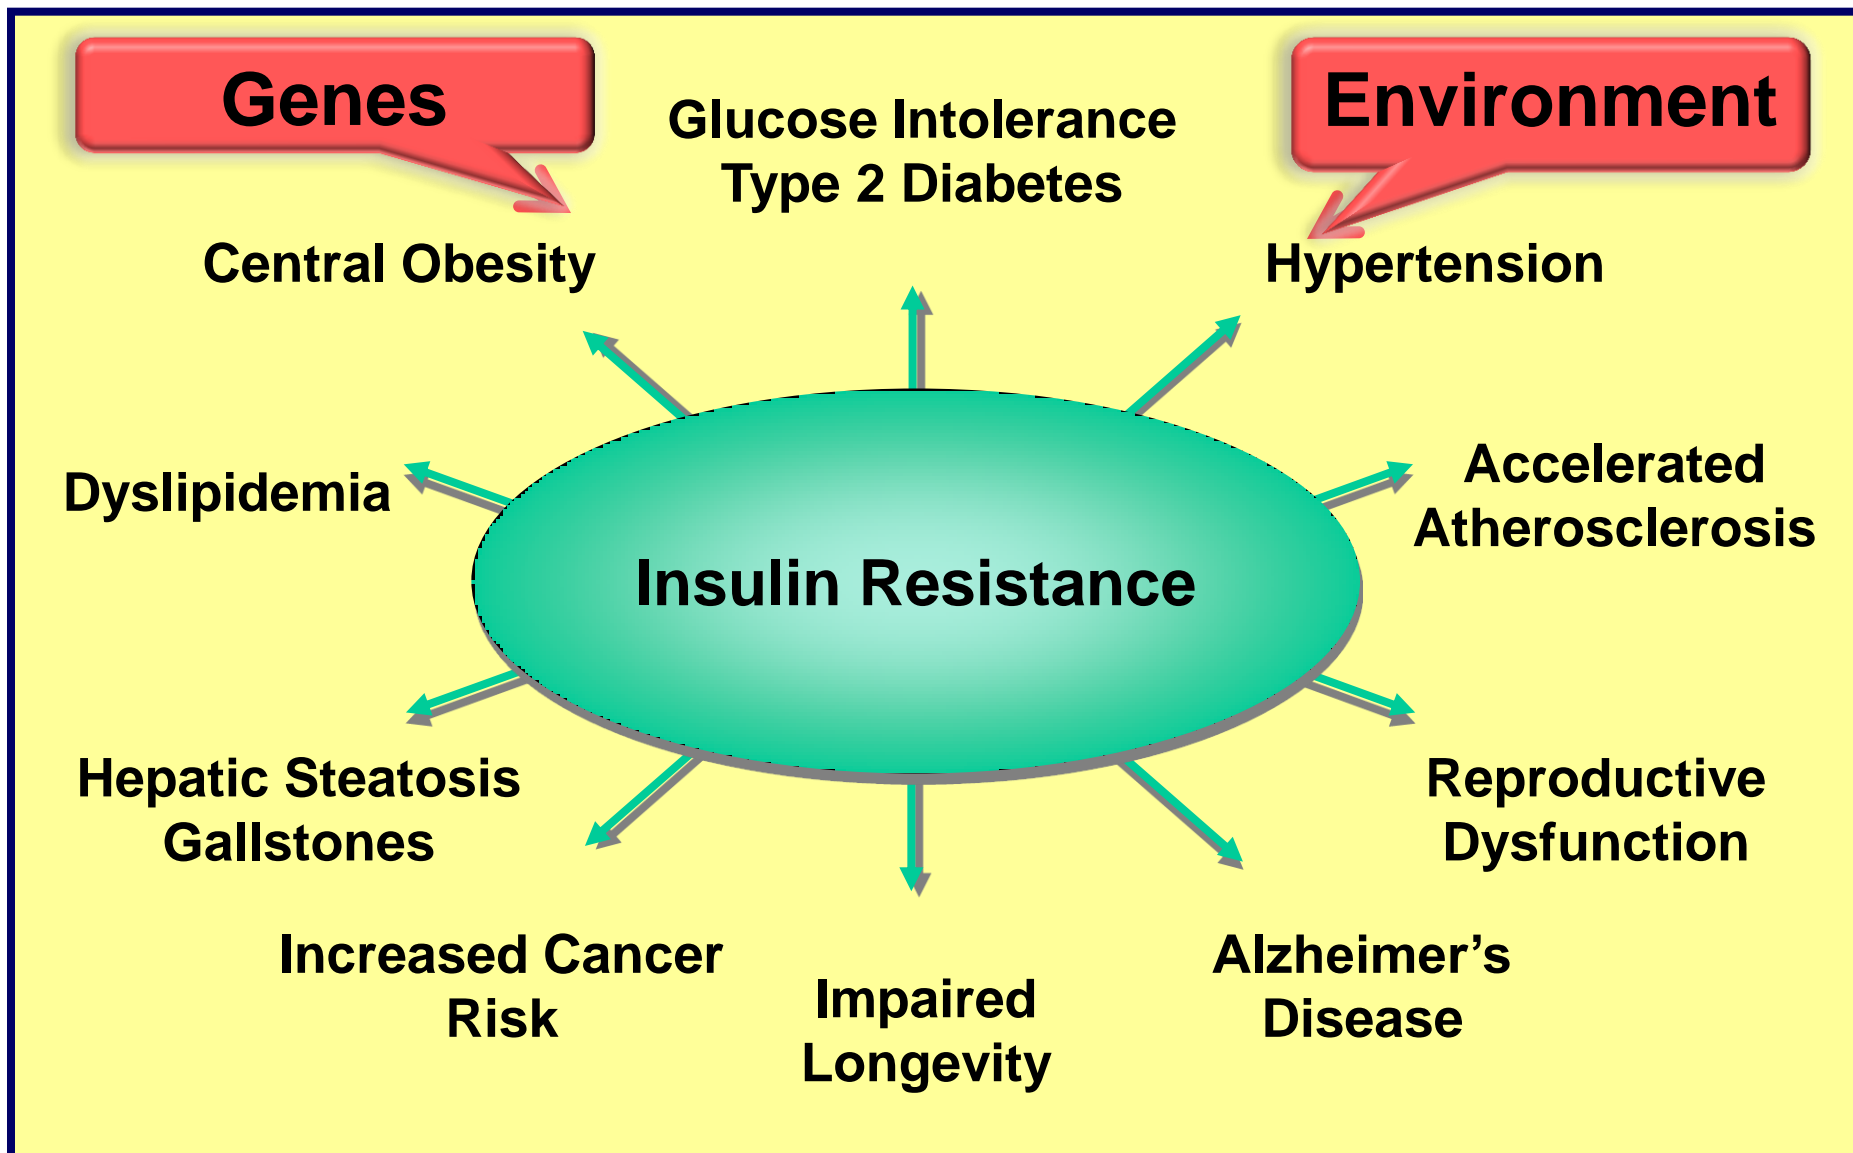 Genes
Environment
Glucose Intolerance
Type 2 Diabetes
Central Obesity
Hypertension
Dyslipidemia
Accelerated
Atherosclerosis
Insulin Resistance
Hepatic Steatosis
Gallstones
Reproductive
Dysfunction
Increased Cancer
Risk
Impaired
Longevity
Alzheimer’s
Disease